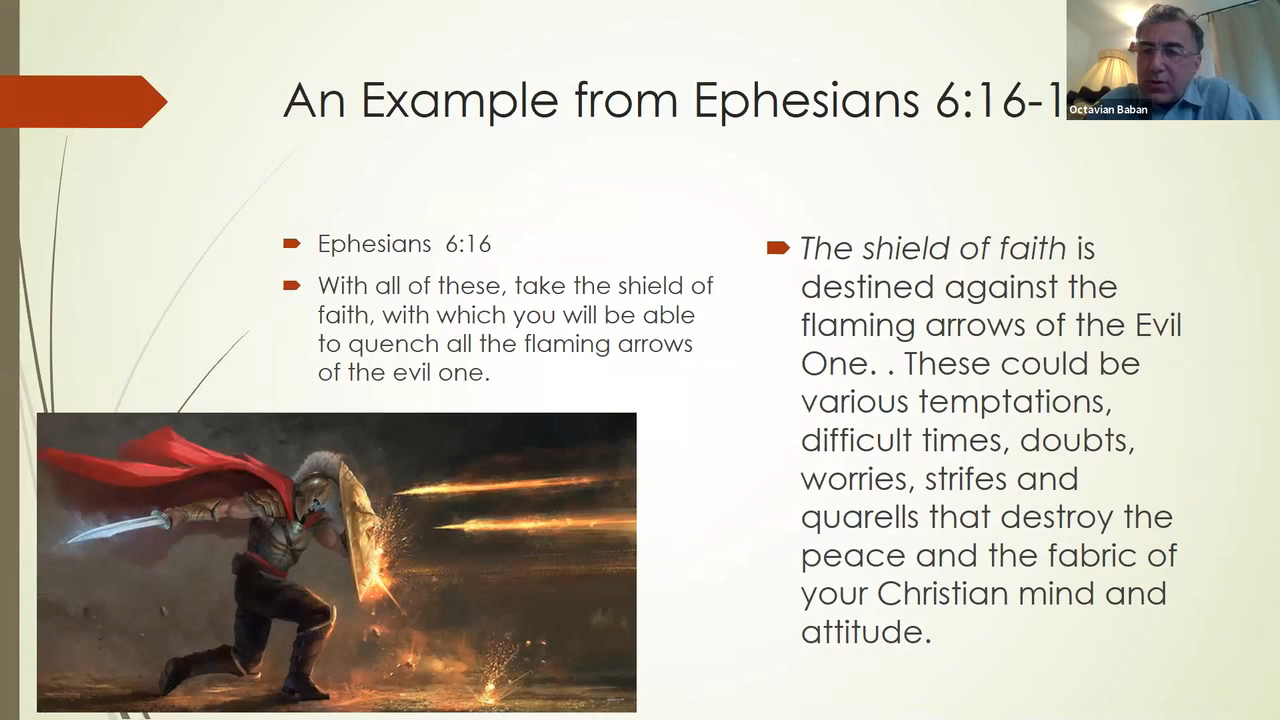 An Example from Ephesians 6:16-1
Octavian Baban
Ephesians 6:16
With all of these, take the shield of
faith, with which you will be able
to quench all the flaming arrows
of the evil one.
The shield of faith is
destined against the
flaming arrows of the Evil
One. . These could be
various temptations,
difficult times, doubts,
worries, strifes and
quarells that destroy the
peace and the fabric of
your Christian mind and
attitude.